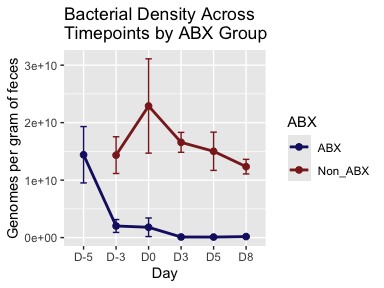 Bacterial Density Across
Timepoints by ABX Group
Genomes per gram of feces
3e+10
2e+10
1e+10
0e+00
D-5 D-3 D0 D3 D5 D8
Day
ABX
ABX
Non_ABX